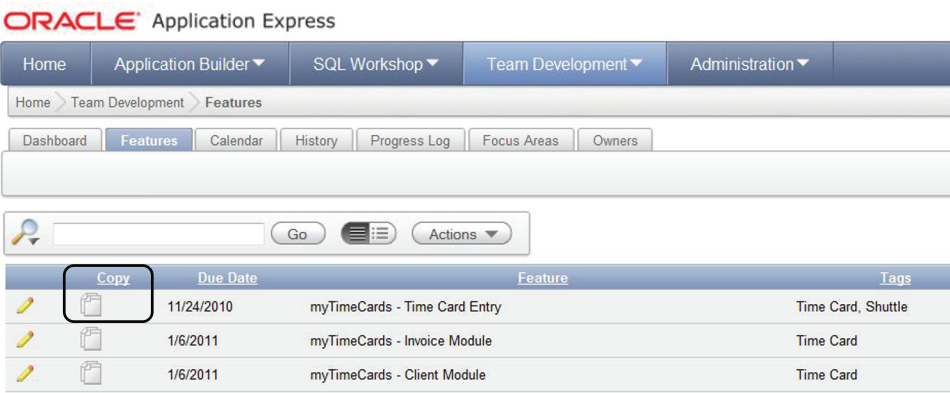 ORACLE Application Express
Home Application Builder SQL Workshop Team Development Administration
Home Team Development Features
Dashboard Features Calendar History Progress Log Focus Areas Owners
Go Actions
Copy Due Date Feature Tags
11/24/2010 myTimeCards - Time Card Entry Time Card, Shuttle
1/6/2011 myTimeCards - Invoice Module Time Card
1/6/2011 myTimeCards - Client Module Time Card